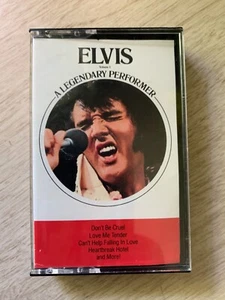 ELVIS
Volume 1
A LEGENDARY PERFORMER
Don't Be Cruel
Love Me Tender
Can't Help Falling In Love
Heartbreak Hotel
and More!